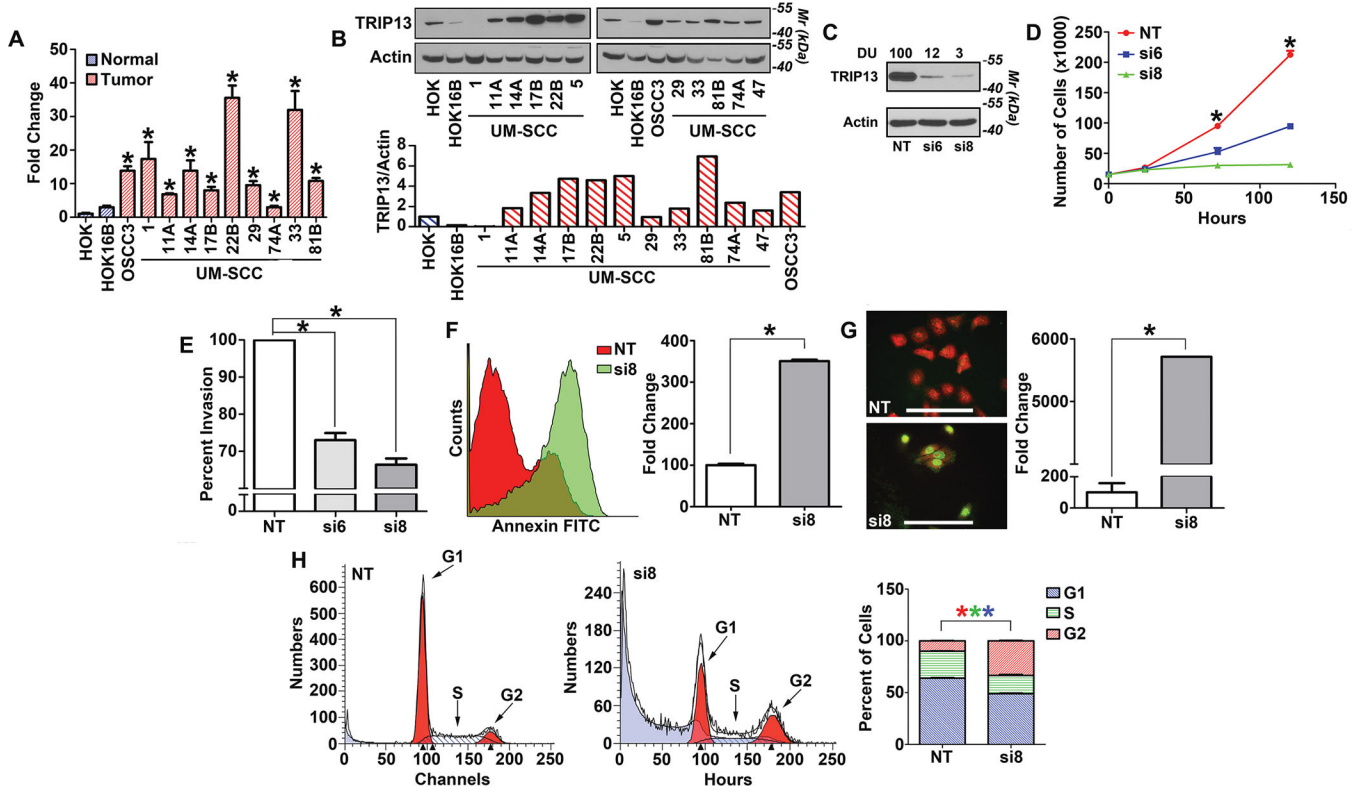 A
Normal
Tumor
Fold Change
50
40
30
20
10
0
* * * * * * * * * *
HOK
HOK16B
OSCC3
1
11A
14A
17B
22B
29
74A
33
81B
UM-SCC
B
TRIP13
Actin
-55
-40
-55
-40
Mr (kDa)
HOK
HOK16B
1
11A
14A
17B
22B
5
UM-SCC
HOK
HOK16B
OSCC3
29
33
81B
74A
47
UM-SCC
TRIP13/Actin
8
6
4
2
0
HOK
HOK16B
1
11A
14A
17B
22B
5
29
33
81B
74A
47
OSCC3
UM-SCC
C
DU 100 12 3
TRIP13
Actin
-55
-40
-55
-40
Mr (kDa)
NT si6 si8
D
NT
si6
si8
Number of Cells (x1000)
250
200
150
100
50
0
* *
0 50 100 150
Hours
E
* *
Percent Invasion
100
90
80
70
0
NT si6 si8
F
NT
si8
Counts
Annexin FITC
*
Fold Change
400
300
200
100
0
NT si8
G
NT
si8
*
Fold Change
6000
5000
200
0
NT si8
H
NT
Numbers
600
500
400
300
200
100
0
G1
S
G2
0 50 100 150 200 250
Channels
si8
Numbers
240
180
120
60
0
G1
S
G2
0 50 100 150 200 250
Hours
G1
S
G2
***
Percent of Cells
150
100
50
0
NT si8